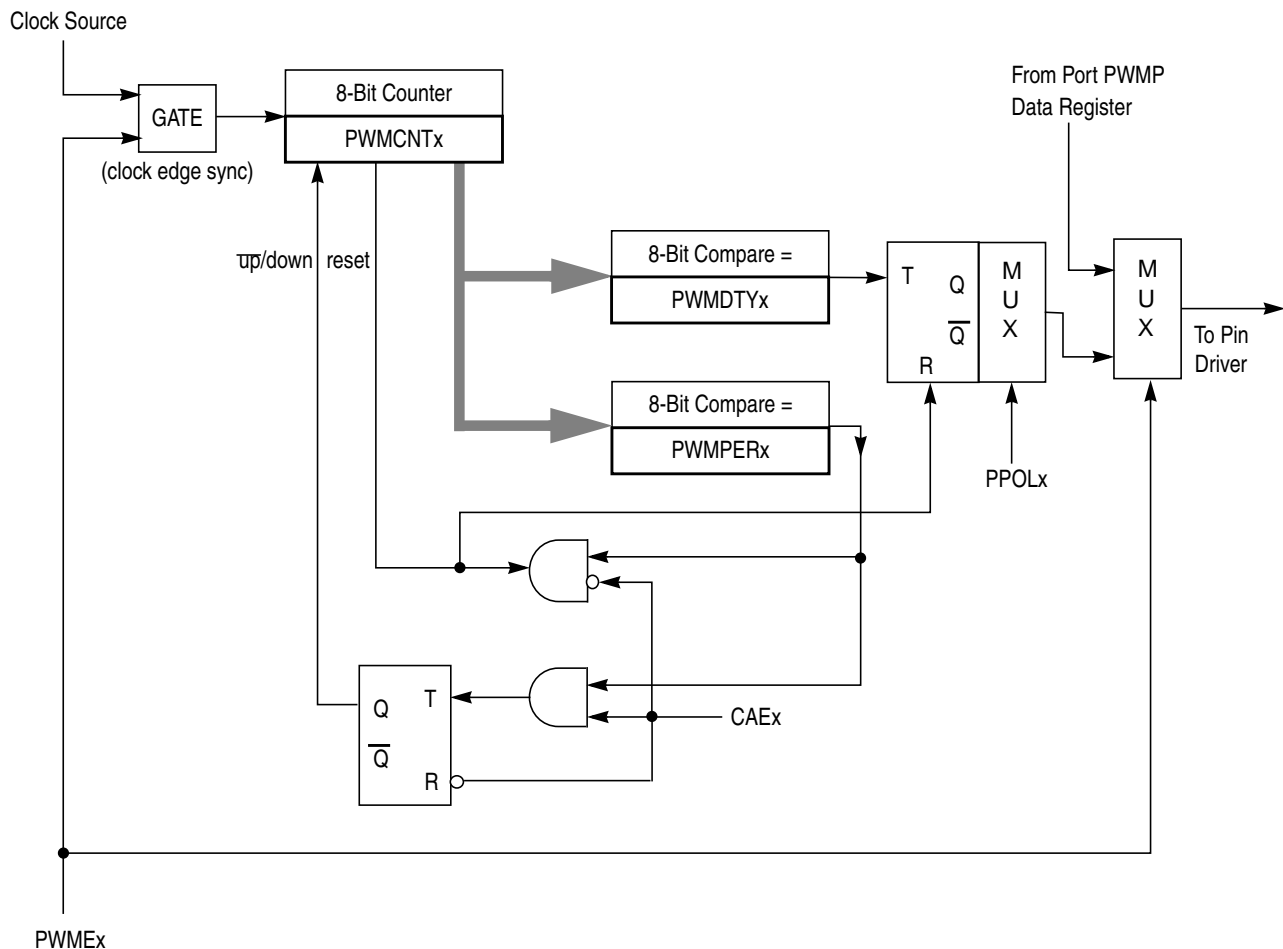 Clock Source
GATE
(clock edge sync)
8-Bit Counter
PWMCNTx
From Port PWMP
Data Register
u̅p̅/down
reset
8-Bit Compare =
PWMDTYx
T
Q
Q̅
R
M
U
X
M
U
X
To Pin
Driver
8-Bit Compare =
PWMPERx
PPOLx
Q
T
Q̅
R
CAEx
PWMEx